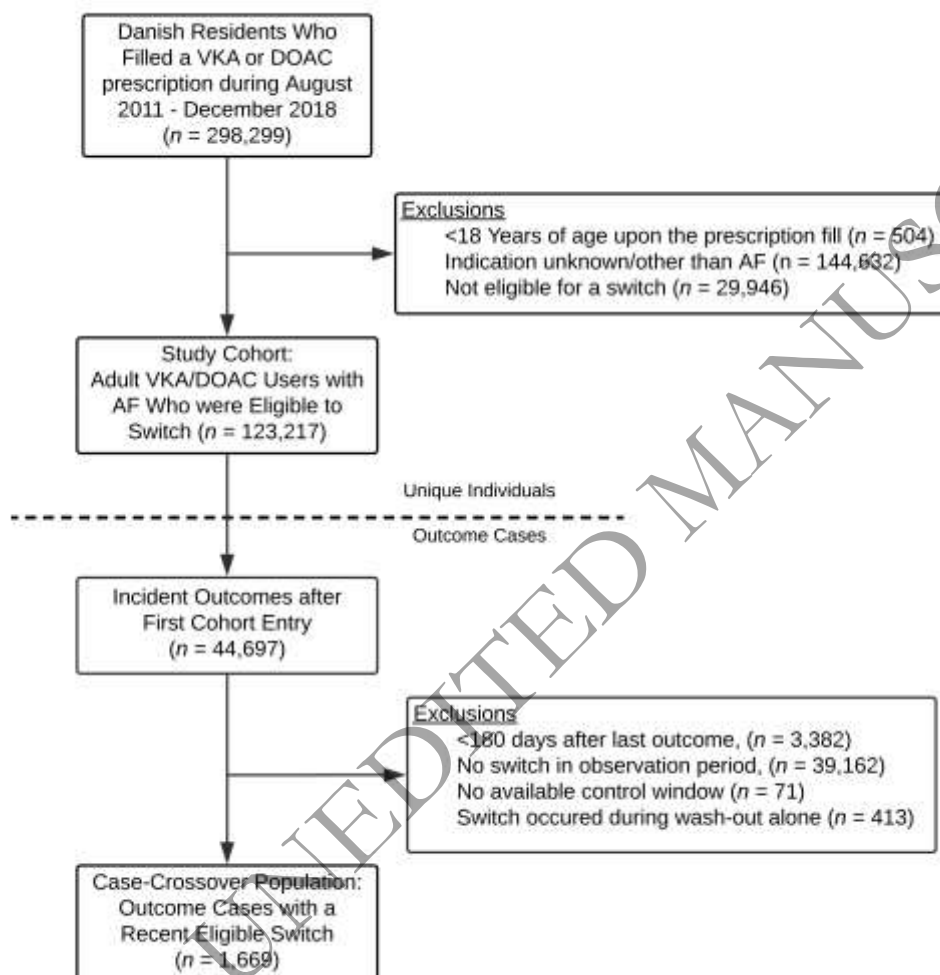 Danish Residents Who
Filled a VKA or DOAC
prescription during August
2011 - December 2018
(n = 298,299)
Exclusions
<18 Years of age upon the prescription fill (n = 504)
Indication unknown/other than AF (n = 144,632)
Not eligible for a switch (n = 29,946)
Study Cohort:
Adult VKA/DOAC Users with
AF Who were Eligible to
Switch (n = 123,217)
Unique Individuals
Outcome Cases
Incident Outcomes after
First Cohort Entry
(n = 44,697)
Exclusions
<180 days after last outcome, (n = 3,382)
No switch in observation period, (n = 39,162)
No available control window (n = 71)
Switch occured during wash-out alone (n = 413)
Case-Crossover Population:
Outcome Cases with a
Recent Eligible Switch
(n = 1,669)
UNEDITED MANUS